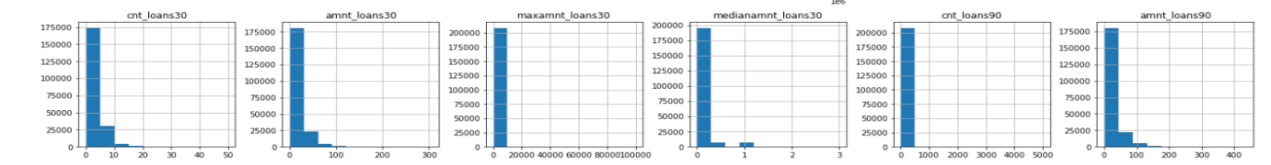 1e6
cnt_loans30 amnt_loans30 maxamnt_loans30 medianamnt_loans30 cnt_loans90 amnt_loans90
175000 175000 200000 200000 200000 175000
150000 150000 175000 175000 175000 150000
125000 125000 150000 150000 150000 125000
100000 100000 125000 125000 125000 100000
75000 75000 100000 100000 100000 75000
50000 50000 75000 75000 75000 50000
25000 25000 50000 50000 50000 25000
0 0 25000 25000 25000 0
0 0 0
0 10 20 30 40 50 0 100 200 300 0 20000 40000 60000 80000 100000 0 1 2 3 0 1000 2000 3000 4000 5000 0 100 200 300 400